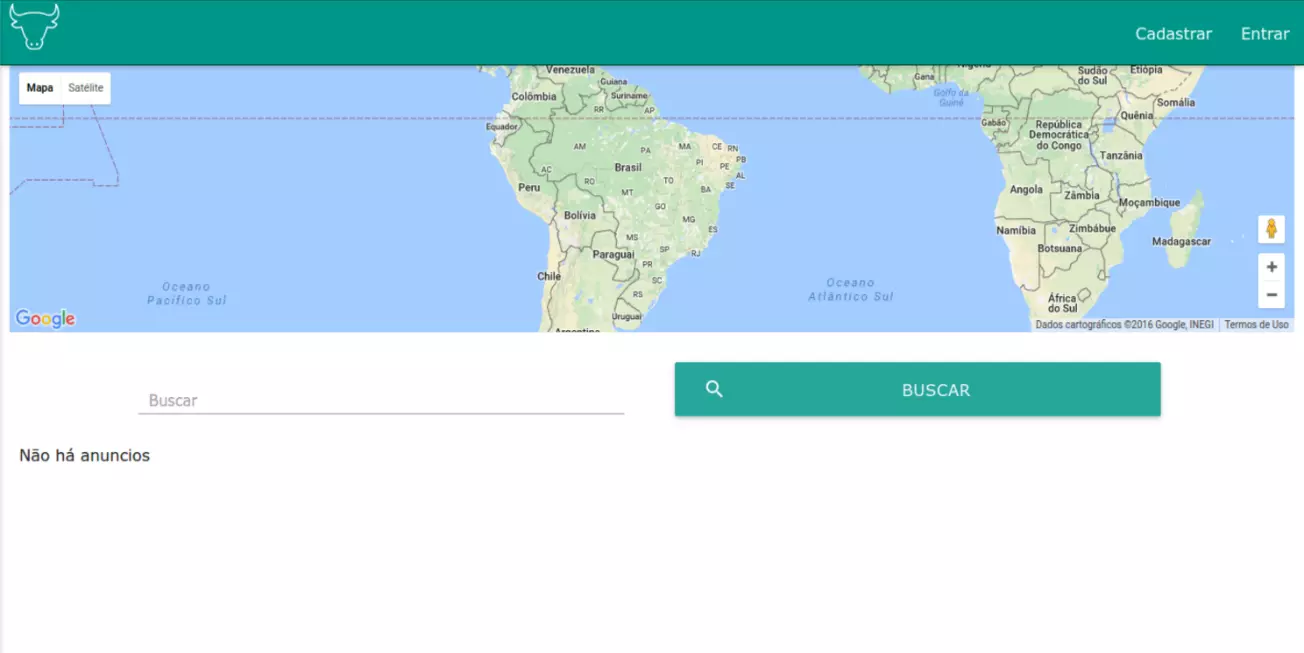 Cadastrar Entrar
Mapa Satélite
Venezuela
Guiana
Suriname
Colômbia
RR
AP
Equador
AM
PA
MA
CE
RN
PB
PI
PE
AL
SE
Brasil
AC
RO
TO
BA
Peru
MT
GO
Bolívia
MG
ES
MS
SP
RJ
Paraguai
PR
Chile
SC
RS
Uruguai
Argentina
Oceano
Pacífico Sul
Oceano
Atlântico Sul
Gana
Nigéria
Golfo da
Guiné
Sudão
do Sul
Etiópia
Somália
Gabão
Quênia
República
Democrática
do Congo
Tanzânia
Angola
Zâmbia
Moçambique
Namíbia
Zimbábue
Botsuana
Madagascar
África
do Sul
+
−
Google
Dados cartográficos ©2016 Google, INEGI Termos de Uso
Buscar
BUSCAR
Não há anuncios